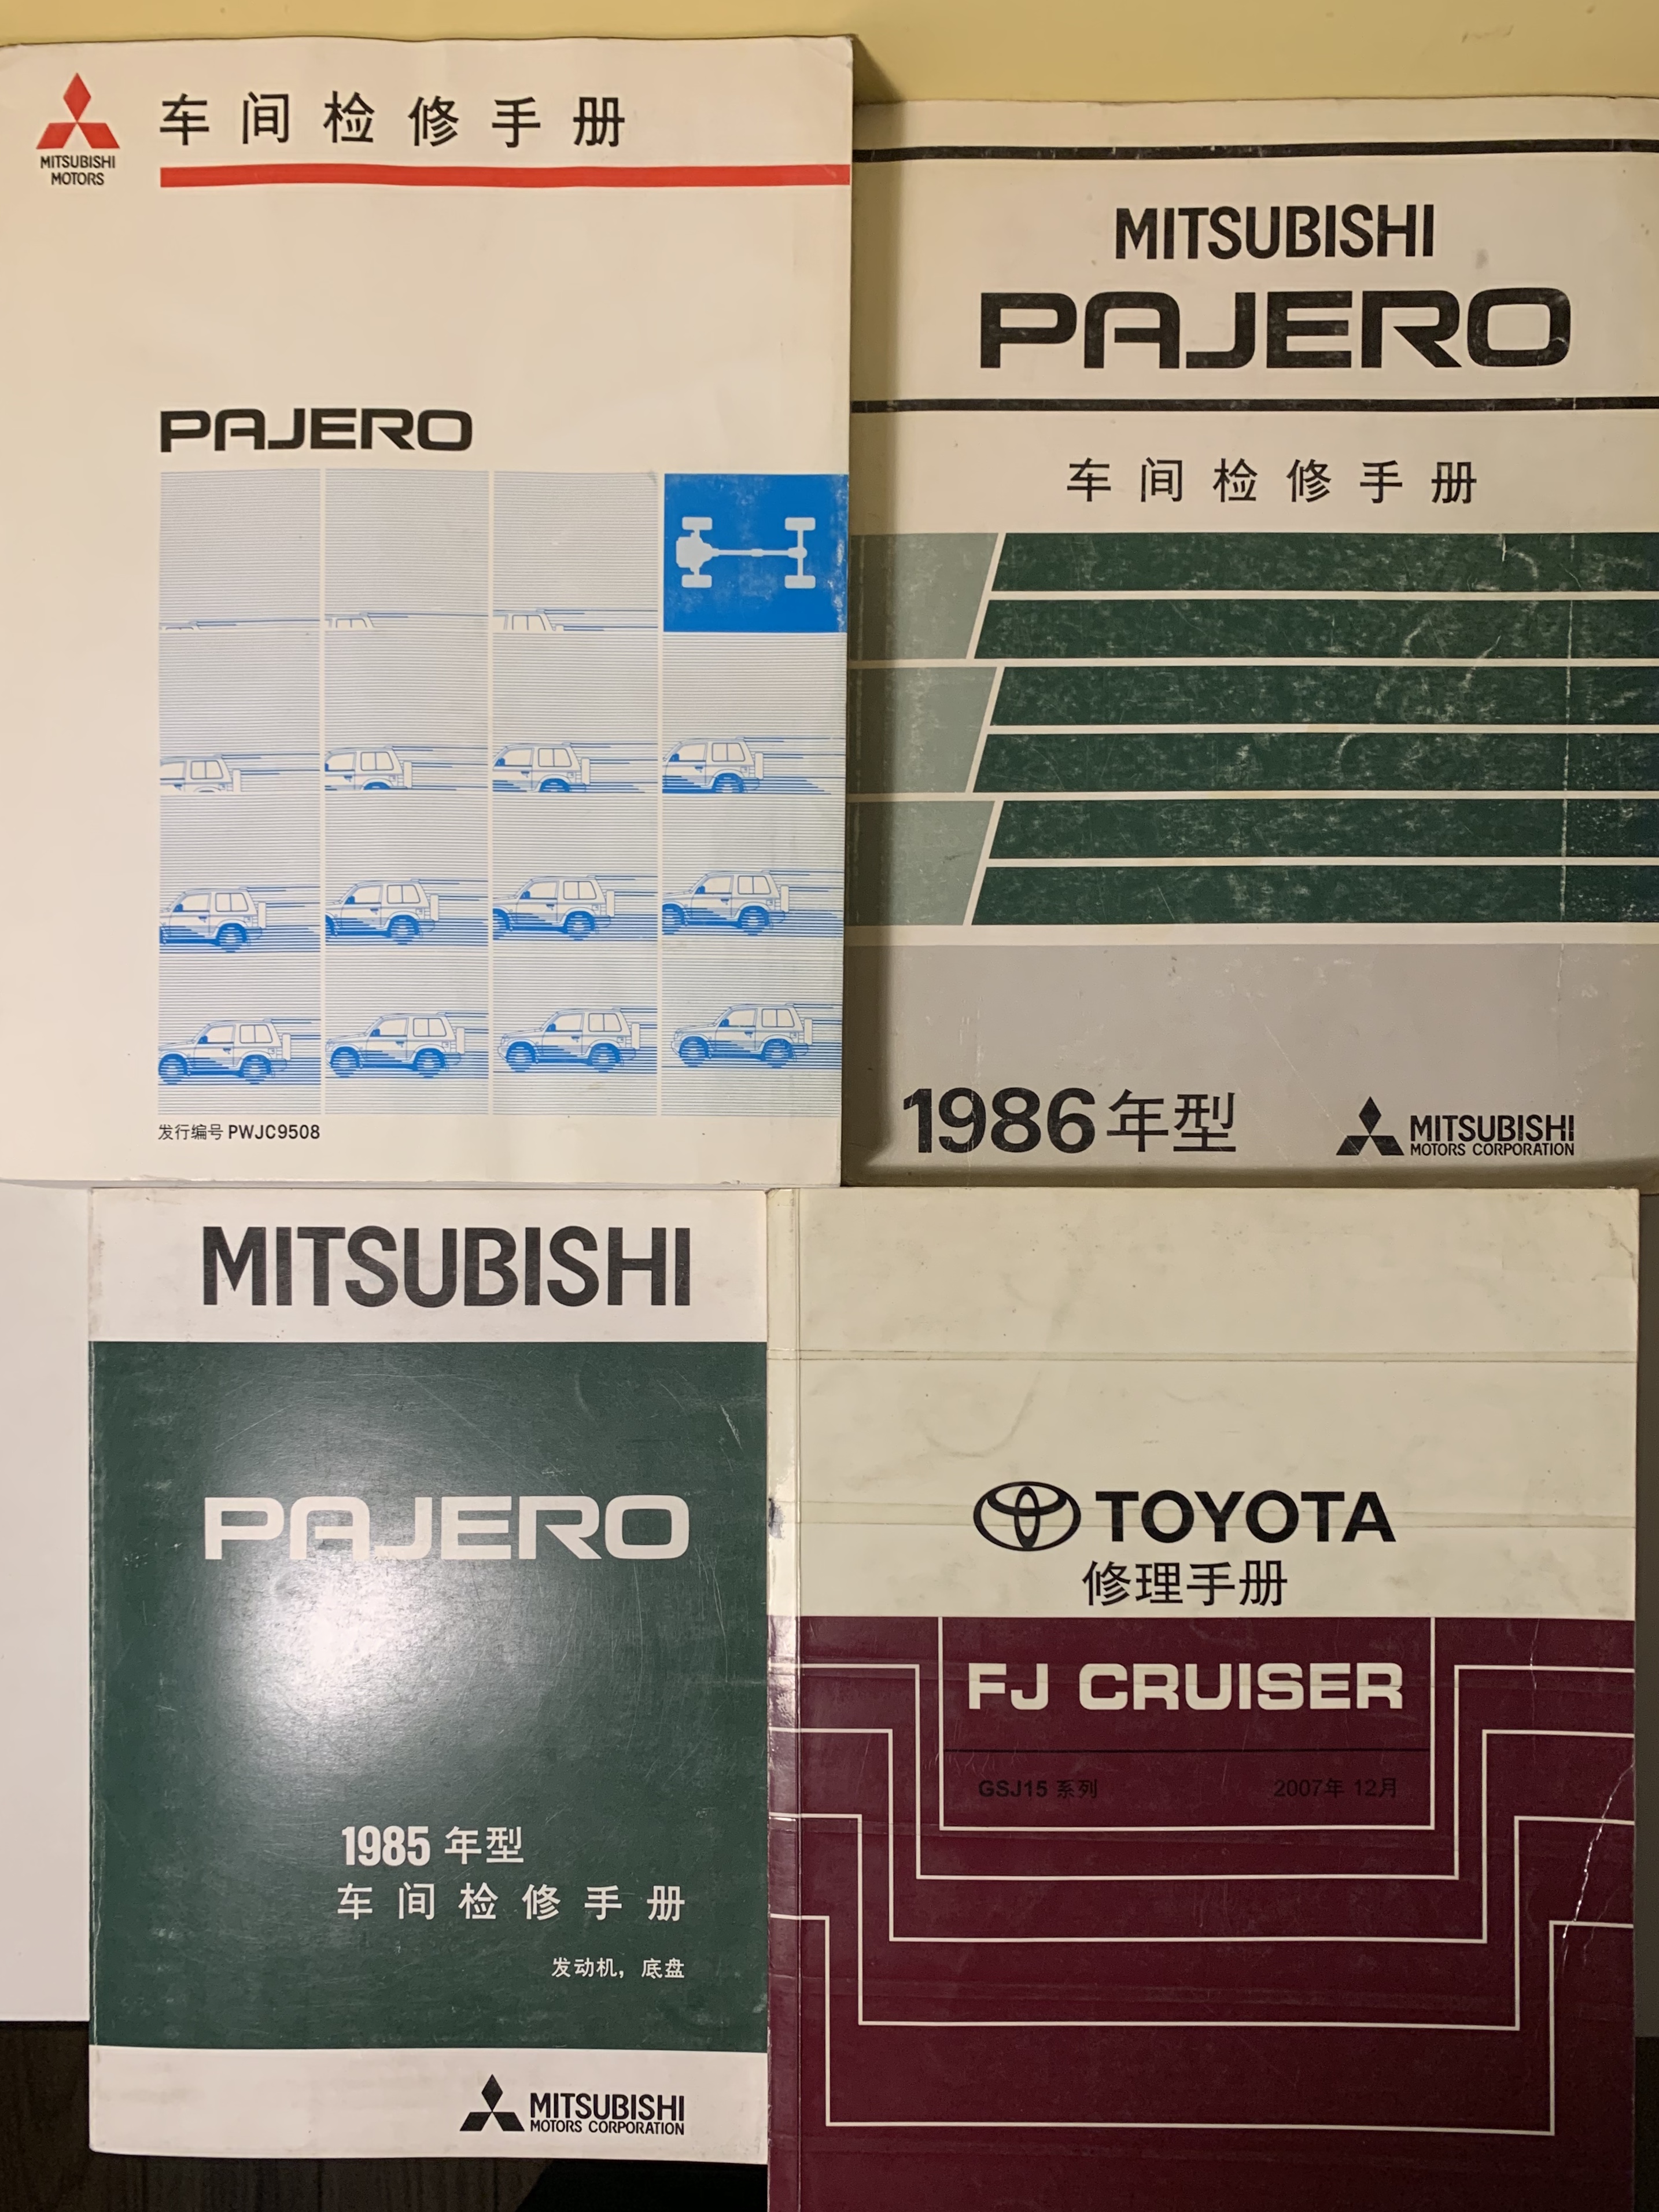 车间检修手册
MITSUBISHI
MOTORS
PAJERO
发行编号 PWJC9508
MITSUBISHI
PAJERO
车间检修手册
1986年型
MITSUBISHI
MOTORS CORPORATION
MITSUBISHI
PAJERO
1985 年型
车间检修手册
发动机，底盘
MITSUBISHI
MOTORS CORPORATION
TOYOTA
修理手册
FJ CRUISER
GSJ15 系列 2007年 12月